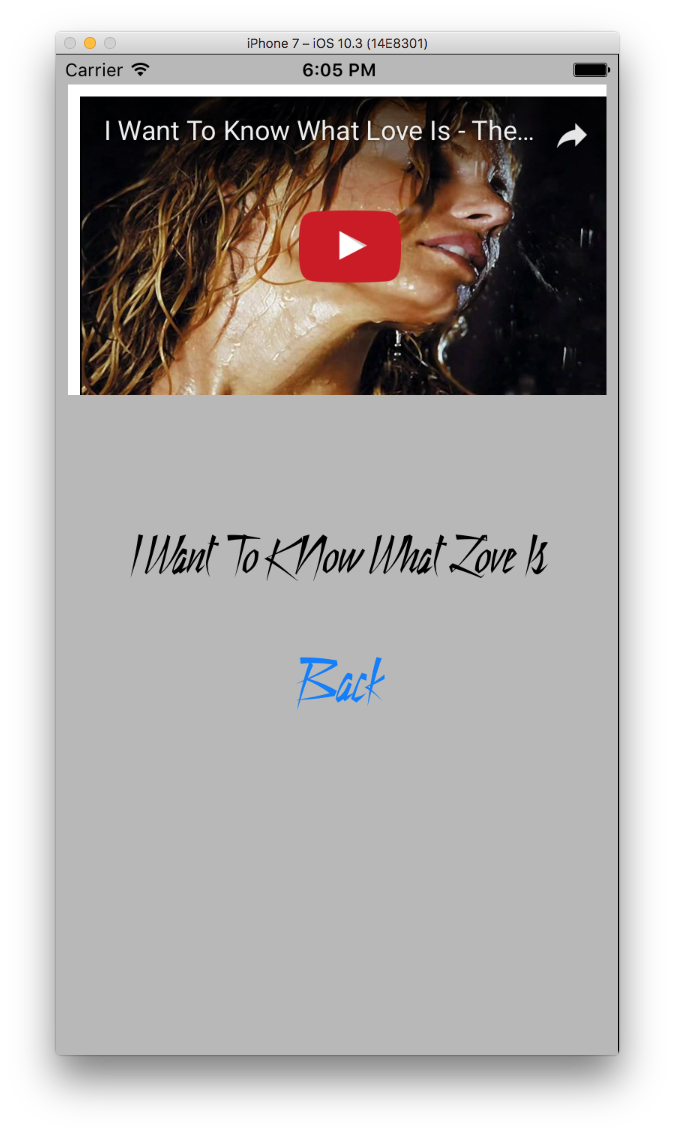 iPhone 7 – iOS 10.3 (14E8301)
Carrier 6:05 PM
I Want To Know What Love Is - The...
I Want To KNow What Love Is
Back